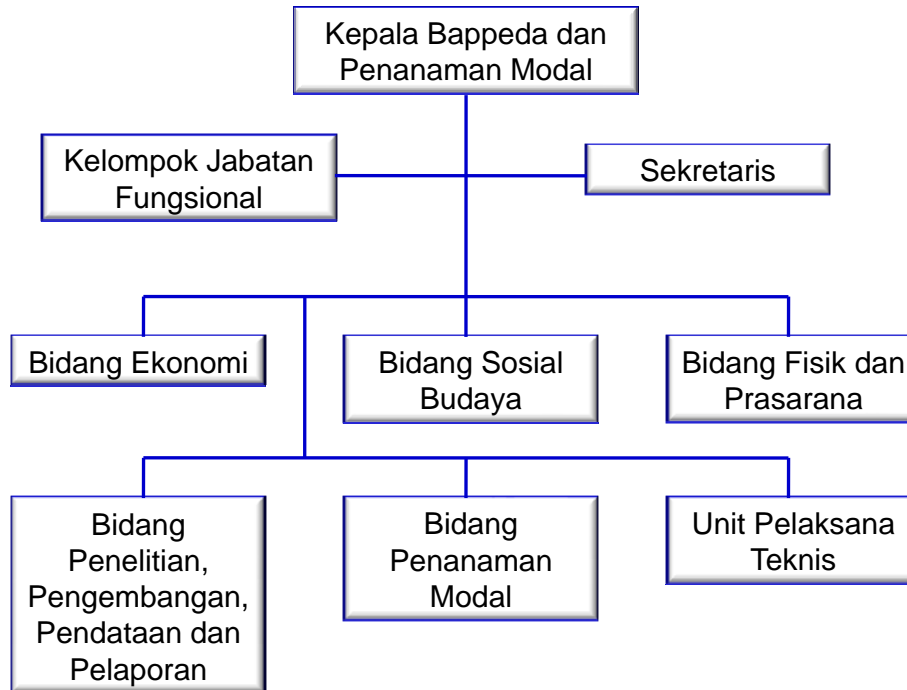 Kepala Bappeda dan
Penanaman Modal
Kelompok Jabatan
Fungsional
Sekretaris
Bidang Ekonomi
Bidang Sosial
Budaya
Bidang Fisik dan
Prasarana
Bidang
Penelitian,
Pengembangan,
Pendataan dan
Pelaporan
Bidang
Penanaman
Modal
Unit Pelaksana
Teknis